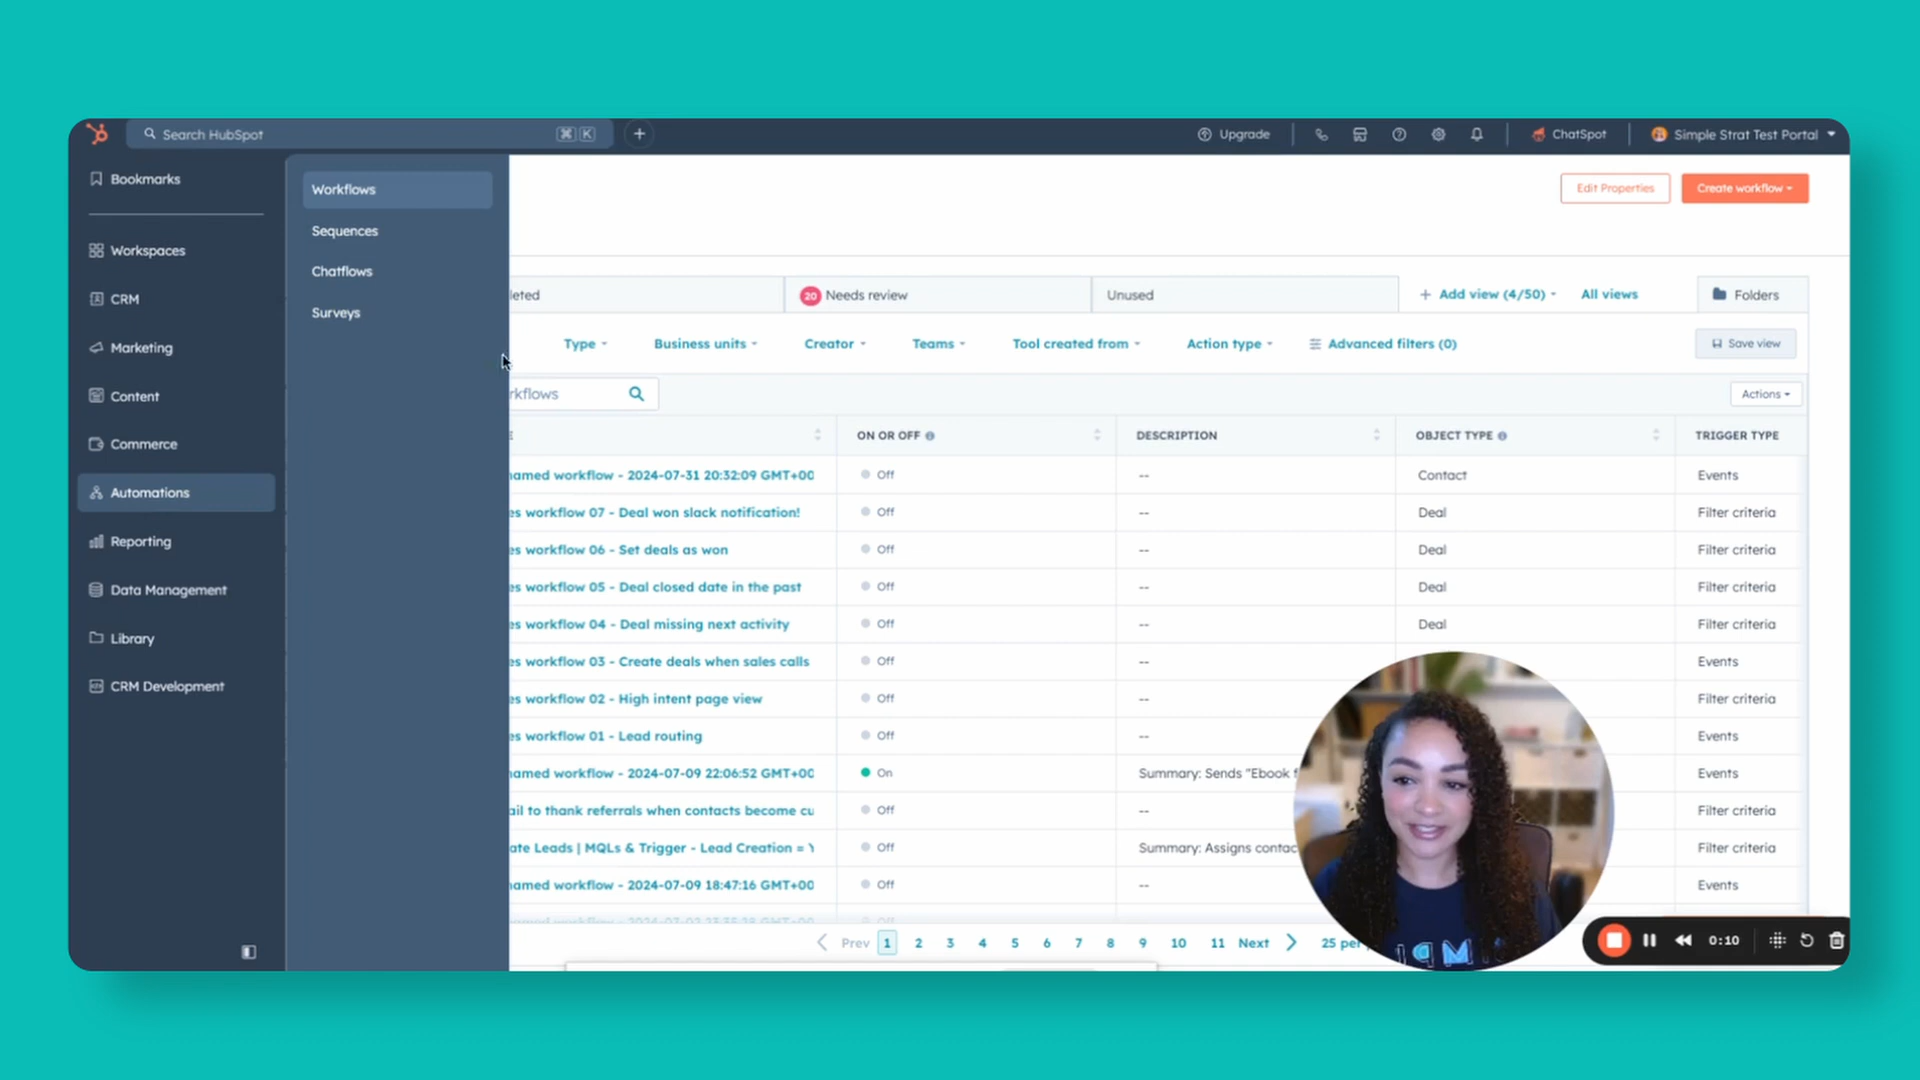 Search HubSpot ⌘ K
Upgrade
ChatSpot
Simple Strat Test Portal
Bookmarks
Workspaces
CRM
Marketing
Content
Commerce
Automations
Reporting
Data Management
Library
CRM Development
Workflows
Sequences
Chatflows
Surveys
Edit Properties
Create workflow
leted
20 Needs review
Unused
Add view (4/50)
All views
Folders
Type
Business units
Creator
Teams
Tool created from
Action type
Advanced filters (0)
Save view
rkflows
Actions
ON OR OFF
DESCRIPTION
OBJECT TYPE
TRIGGER TYPE
named workflow - 2024-07-31 20:32:09 GMT+00 Off -- Contact Events
es workflow 07 - Deal won slack notification! Off -- Deal Filter criteria
es workflow 06 - Set deals as won Off -- Deal Filter criteria
es workflow 05 - Deal closed date in the past Off -- Deal Filter criteria
es workflow 04 - Deal missing next activity Off -- Deal Filter criteria
es workflow 03 - Create deals when sales calls Off -- Events
es workflow 02 - High intent page view Off -- Filter criteria
es workflow 01 - Lead routing Off -- Events
named workflow - 2024-07-09 22:06:52 GMT+00 On Summary: Sends "Ebook f Events
ail to thank referrals when contacts become cu Off -- Filter criteria
ate Leads | MQLs & Trigger - Lead Creation = Y Off Summary: Assigns contac Filter criteria
named workflow - 2024-07-09 18:47:16 GMT+00 Off -- Events
Prev 1 2 3 4 5 6 7 8 9 10 11 Next 25 per
0:10